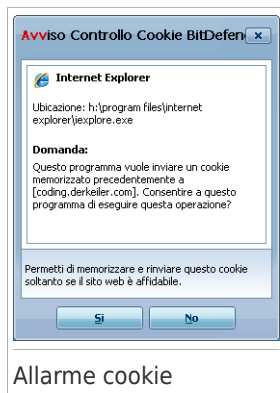 Avviso Controllo Cookie BitDefen
Internet Explorer
Ubicazione: h:\program files\internet
explorer\iexplore.exe
Domanda:
Questo programma vuole inviare un cookie
memorizzato precedentemente a
[coding.derkeiler.com]. Consentire a questo
programma di eseguire questa operazione?
Permetti di memorizzare e rinviare questo cookie
soltanto se il sito web è affidabile.
Si
No
Allarme cookie